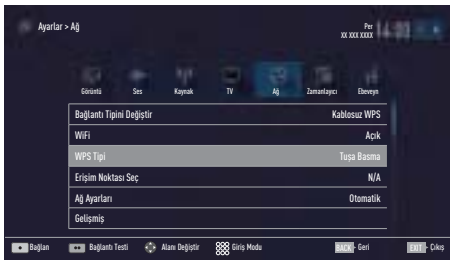 Ayarlar > Ağ
Per
XX XXX XXXX
Görüntü Ses Kaynak TV Ağ Zamanlayıcı Ebeveyn
Bağlantı Tipini Değiştir Kablosuz WPS
WiFi Açık
WPS Tipi Tuşa Basma
Erişim Noktası Seç N/A
Ağ Ayarları Otomatik
Gelişmiş
Bağlan Bağlantı Testi Alanı Değiştir Giriş Modu BACK - Geri EXIT - Çıkış